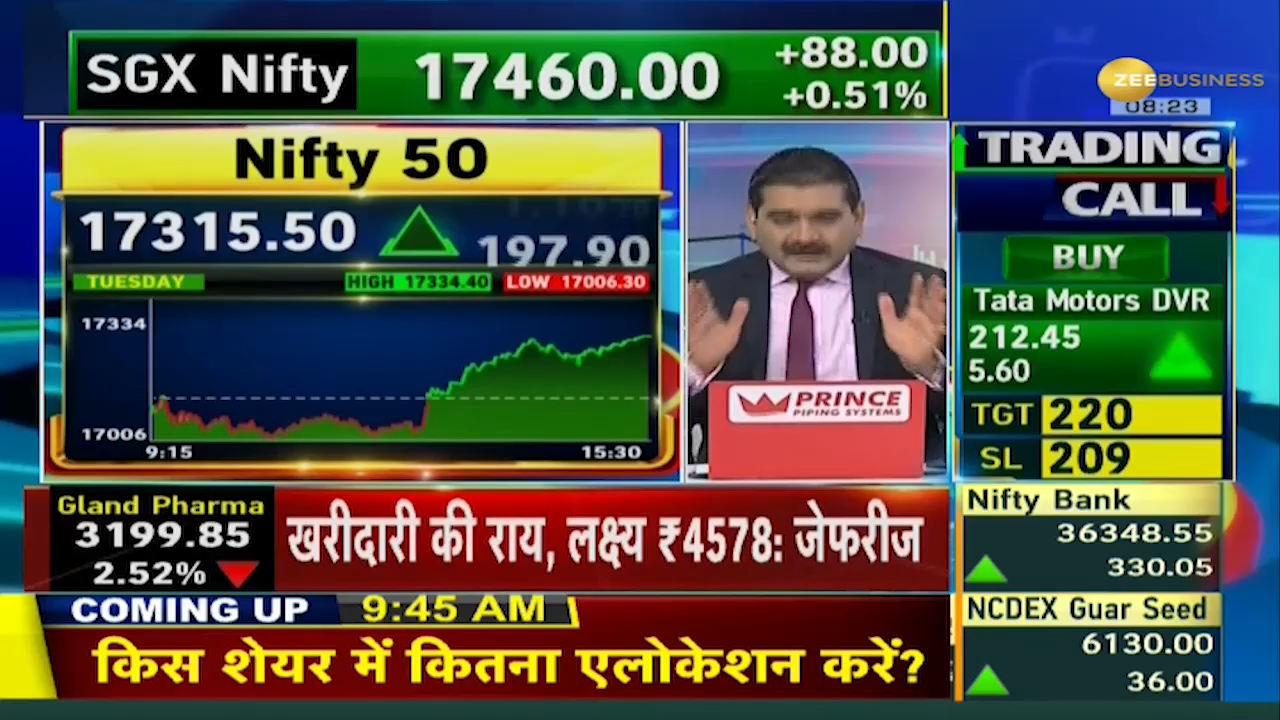 SGX Nifty
17460.00
+88.00
+0.51%
ZEEBUSINESS
08:23
Nifty 50
17315.50
197.90
TUESDAY
HIGH 17334.40
LOW 17006.30
17334
17006
9:15
15:30
PRINCE
PIPING SYSTEMS
TRADING
CALL
BUY
Tata Motors DVR
212.45
5.60
TGT 220
SL 209
Gland Pharma
3199.85
2.52%
खरीदारी की राय, लक्ष्य ₹4578: जेफरीज
Nifty Bank
36348.55
330.05
COMING UP 9:45 AM
किस शेयर में कितना एलोकेशन करें?
NCDEX Guar Seed
6130.00
36.00